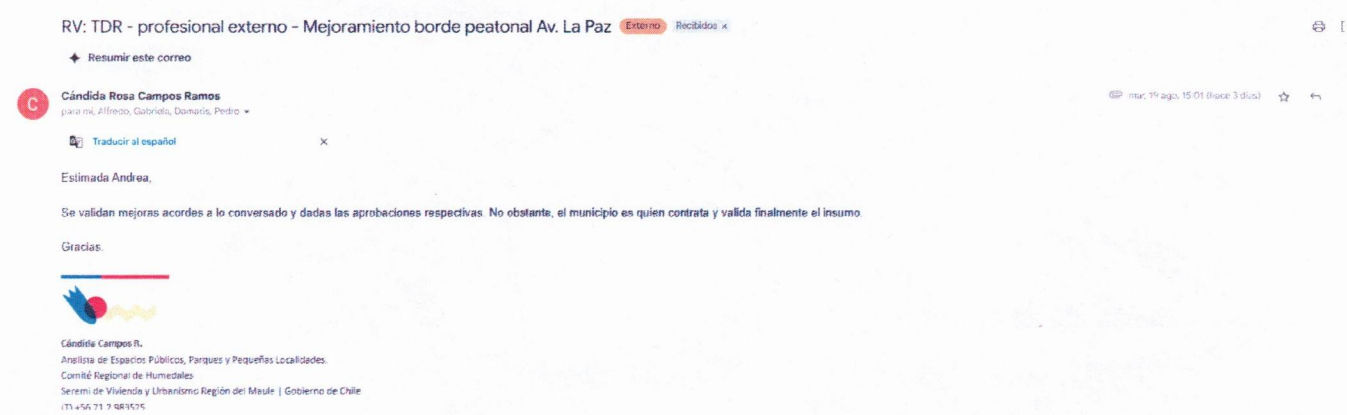 RV: TDR - profesional externo - Mejoramiento borde peatonal Av. La Paz Externo Recibidos x
Resumir este correo
C
Cándida Rosa Campos Ramos
mar, 19 ago, 15:01 (hace 3 días)
para mí, Alfredo, Gabriela, Damaris, Pedro
Traducir al español ×
Estimada Andrea,
Se validan mejoras acordes a lo conversado y dadas las aprobaciones respectivas. No obstante, el municipio es quien contrata y valida finalmente el insumo.
Gracias.
Cándida Campos R.
Analista de Espacios Públicos, Parques y Pequeñas Localidades.
Comité Regional de Humedales
Seremi de Vivienda y Urbanismo Región del Maule | Gobierno de Chile
(T) +56 71 2 983525